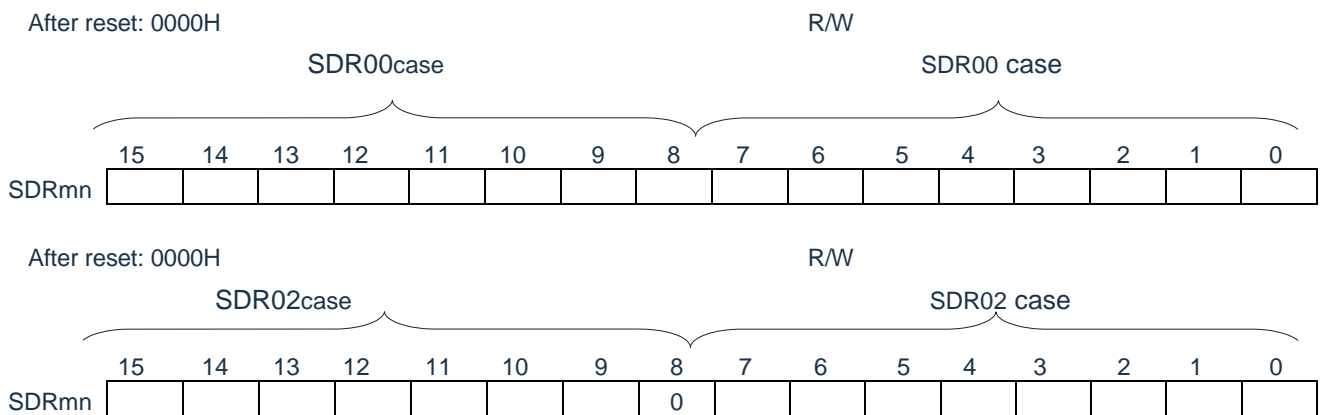 After reset: 0000H R/W
SDR00case SDR00 case
15 14 13 12 11 10 9 8 7 6 5 4 3 2 1 0
SDRmn
After reset: 0000H R/W
SDR02case SDR02 case
15 14 13 12 11 10 9 8 7 6 5 4 3 2 1 0
SDRmn 0